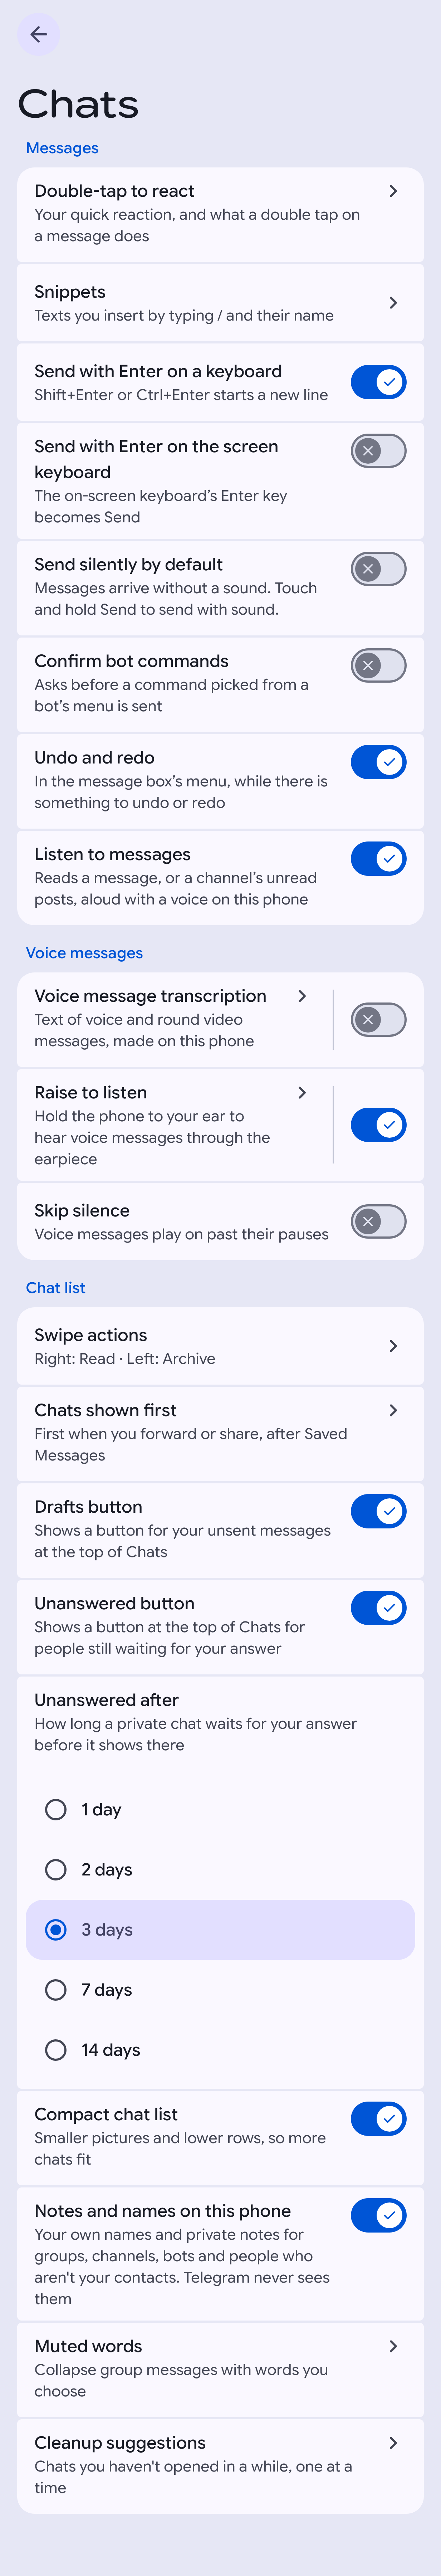 Chats
Messages
Double-tap to react
Your quick reaction, and what a double tap on
a message does
Snippets
Texts you insert by typing / and their name
Send with Enter on a keyboard
Shift+Enter or Ctrl+Enter starts a new line
Send with Enter on the screen
keyboard
The on-screen keyboard’s Enter key
becomes Send
Send silently by default
Messages arrive without a sound. Touch
and hold Send to send with sound.
Confirm bot commands
Asks before a command picked from a
bot’s menu is sent
Undo and redo
In the message box’s menu, while there is
something to undo or redo
Listen to messages
Reads a message, or a channel’s unread
posts, aloud with a voice on this phone
Voice messages
Voice message transcription
Text of voice and round video
messages, made on this phone
Raise to listen
Hold the phone to your ear to
hear voice messages through the
earpiece
Skip silence
Voice messages play on past their pauses
Chat list
Swipe actions
Right: Read · Left: Archive
Chats shown first
First when you forward or share, after Saved
Messages
Drafts button
Shows a button for your unsent messages
at the top of Chats
Unanswered button
Shows a button at the top of Chats for
people still waiting for your answer
Unanswered after
How long a private chat waits for your answer
before it shows there
1 day
2 days
3 days
7 days
14 days
Compact chat list
Smaller pictures and lower rows, so more
chats fit
Notes and names on this phone
Your own names and private notes for
groups, channels, bots and people who
aren't your contacts. Telegram never sees
them
Muted words
Collapse group messages with words you
choose
Cleanup suggestions
Chats you haven't opened in a while, one at a
time